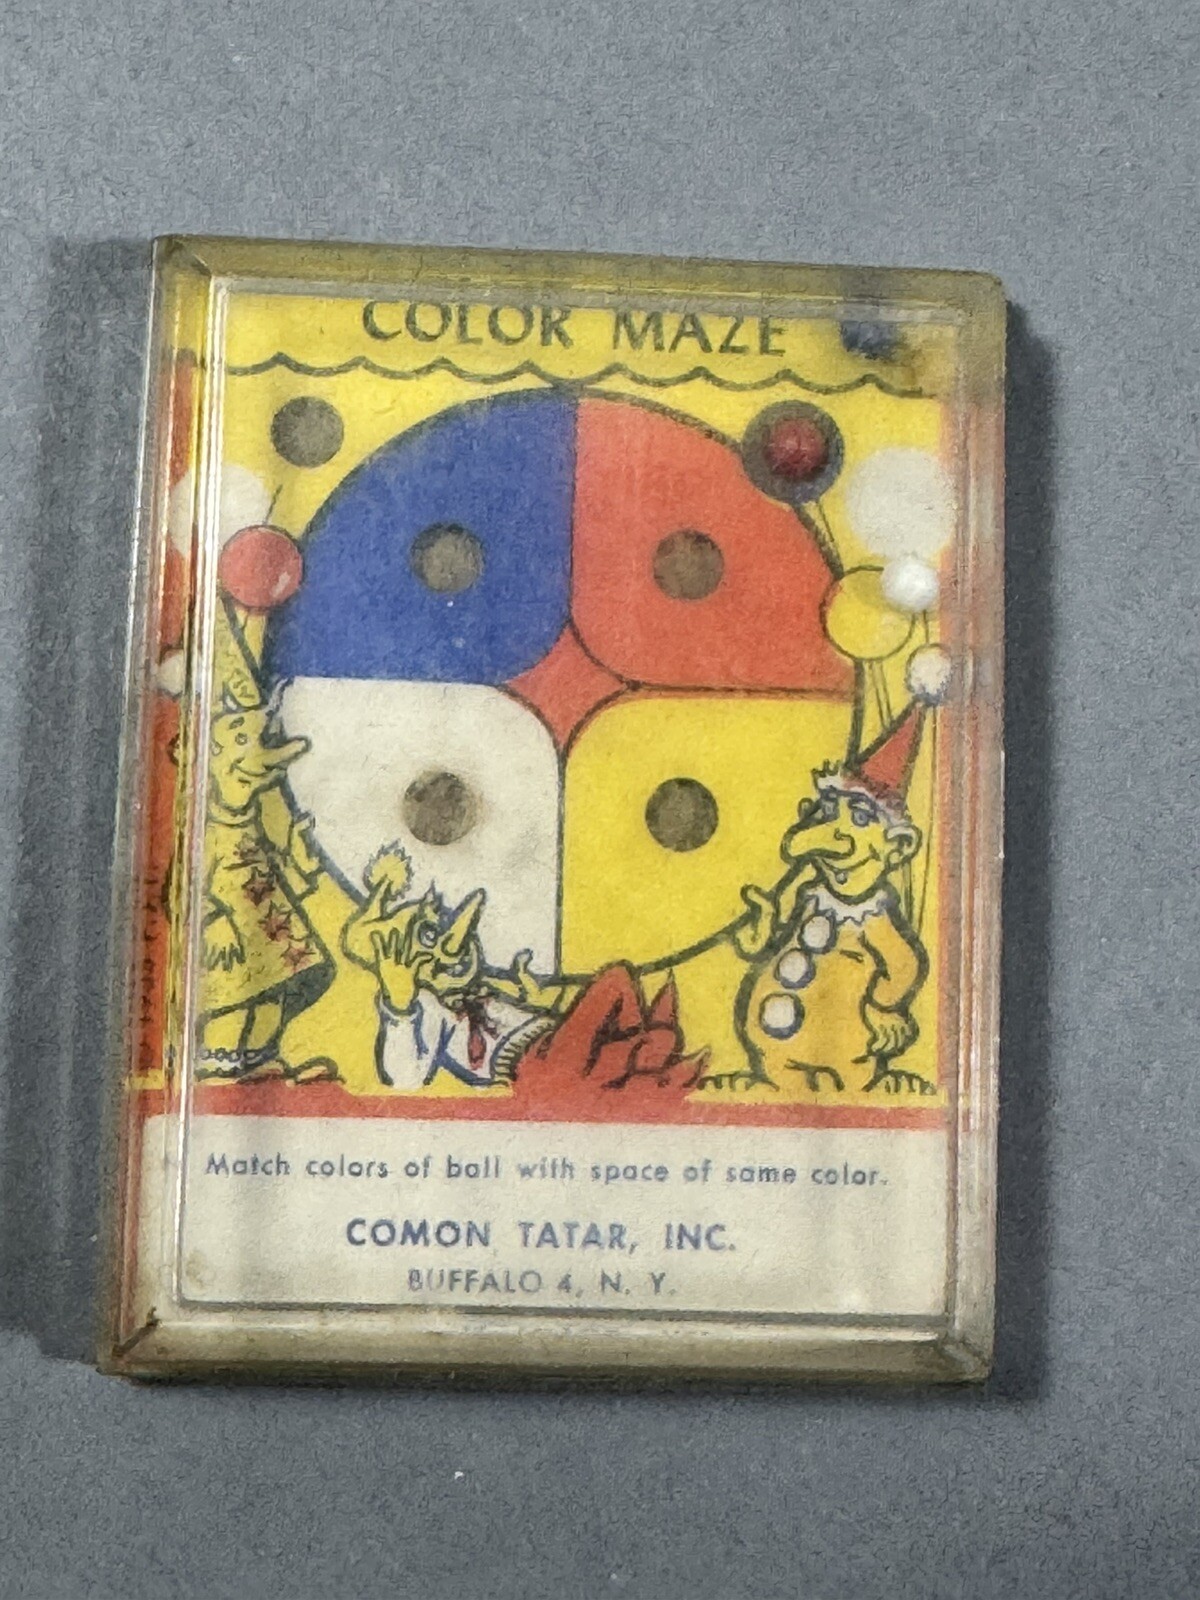 COLOR MAZE
Match colors of ball with space of same color.
COMON TATAR, INC.
BUFFALO 4, N. Y.